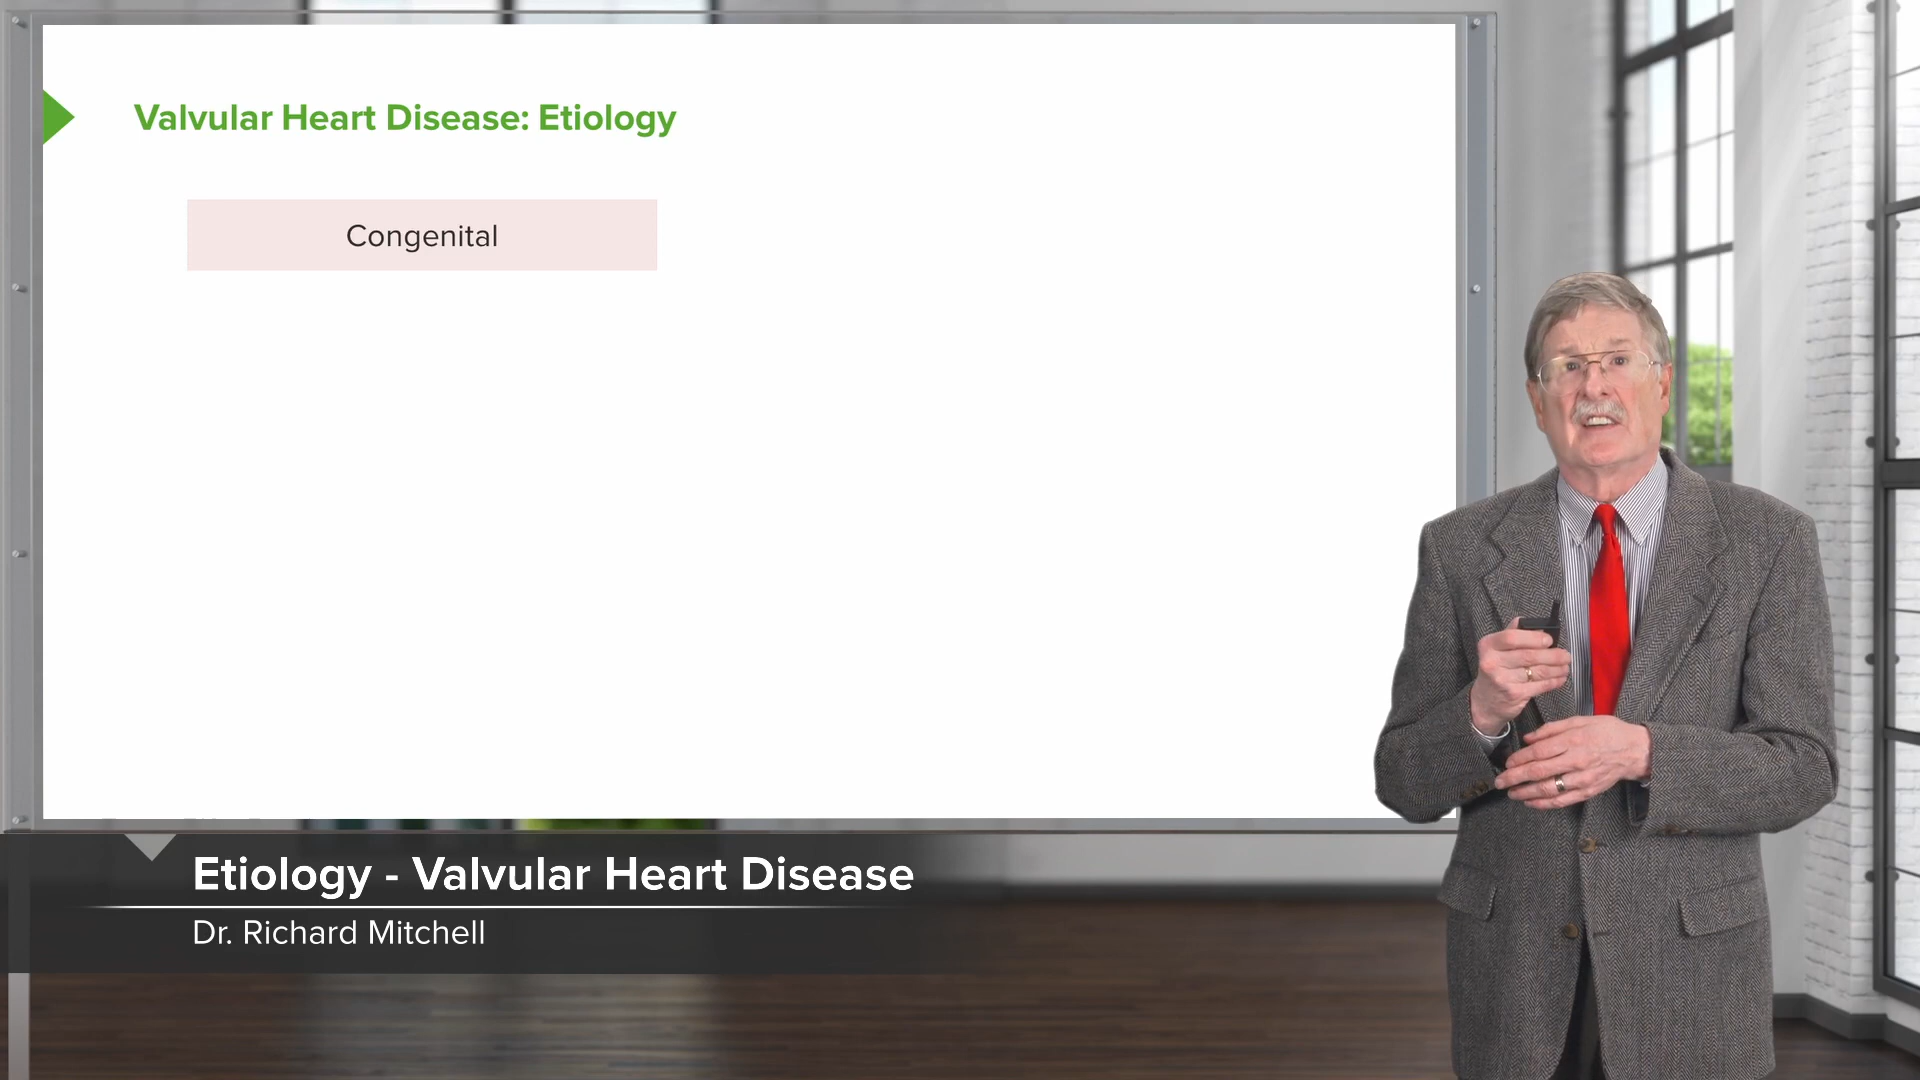 Valvular Heart Disease: Etiology
Congenital
Etiology - Valvular Heart Disease
Dr. Richard Mitchell